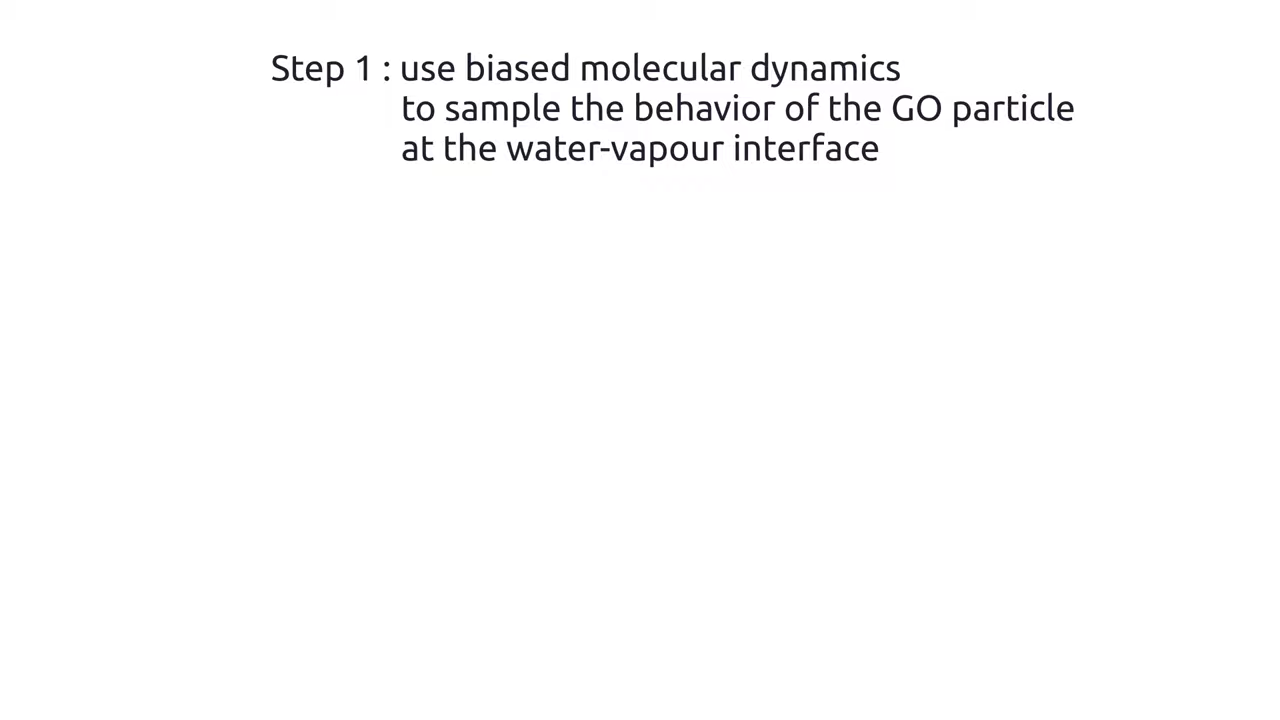 Step 1 : use biased molecular dynamics
to sample the behavior of the GO particle
at the water-vapour interface